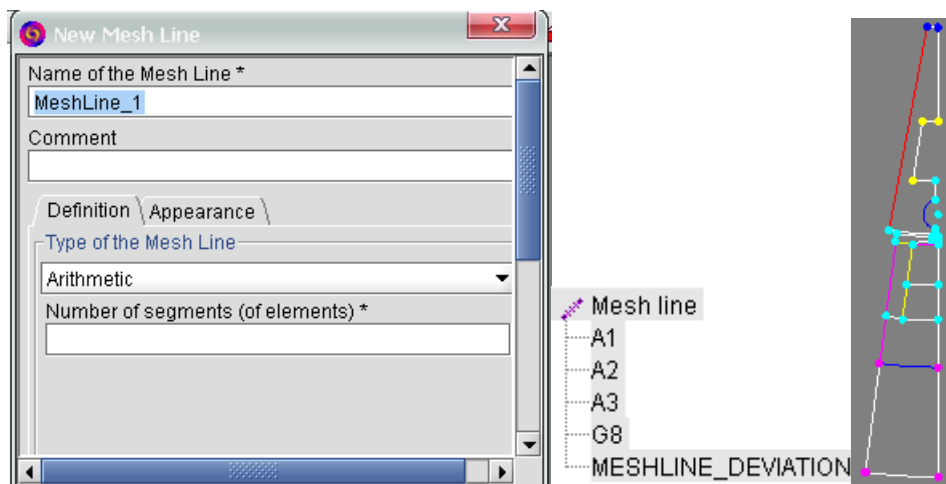 New Mesh Line
Name of the Mesh Line *
MeshLine_1
Comment
Definition
Appearance
Type of the Mesh Line
Arithmetic
Number of segments (of elements) *
Mesh line
A1
A2
A3
G8
MESHLINE_DEVIATION